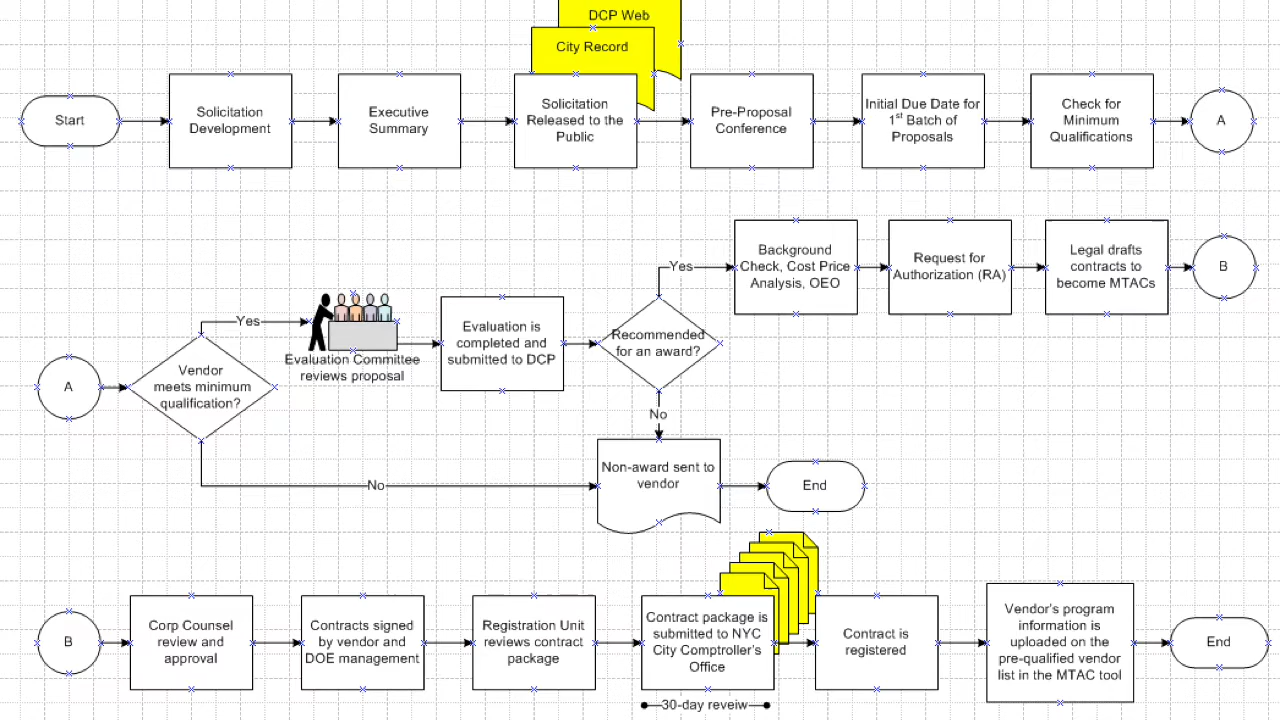 DCP Web
City Record
Start
Solicitation
Development
Executive
Summary
Solicitation
Released to the
Public
Pre-Proposal
Conference
Initial Due Date for
1st Batch of
Proposals
Check for
Minimum
Qualifications
A
Background
Check, Cost Price
Analysis, OEO
Request for
Authorization (RA)
Legal drafts
contracts to
become MTACs
B
Yes
Yes
A
Vendor
meets minimum
qualification?
Evaluation Committee
reviews proposal
Evaluation is
completed and
submitted to DCP
Recommended
for an award?
No
No
Non-award sent to
vendor
End
B
Corp Counsel
review and
approval
Contracts signed
by vendor and
DOE management
Registration Unit
reviews contract
package
Contract package is
submitted to NYC
City Comptroller's
Office
30-day reveiw
Contract is
registered
Vendor's program
information is
uploaded on the
pre-qualified vendor
list in the MTAC tool
End